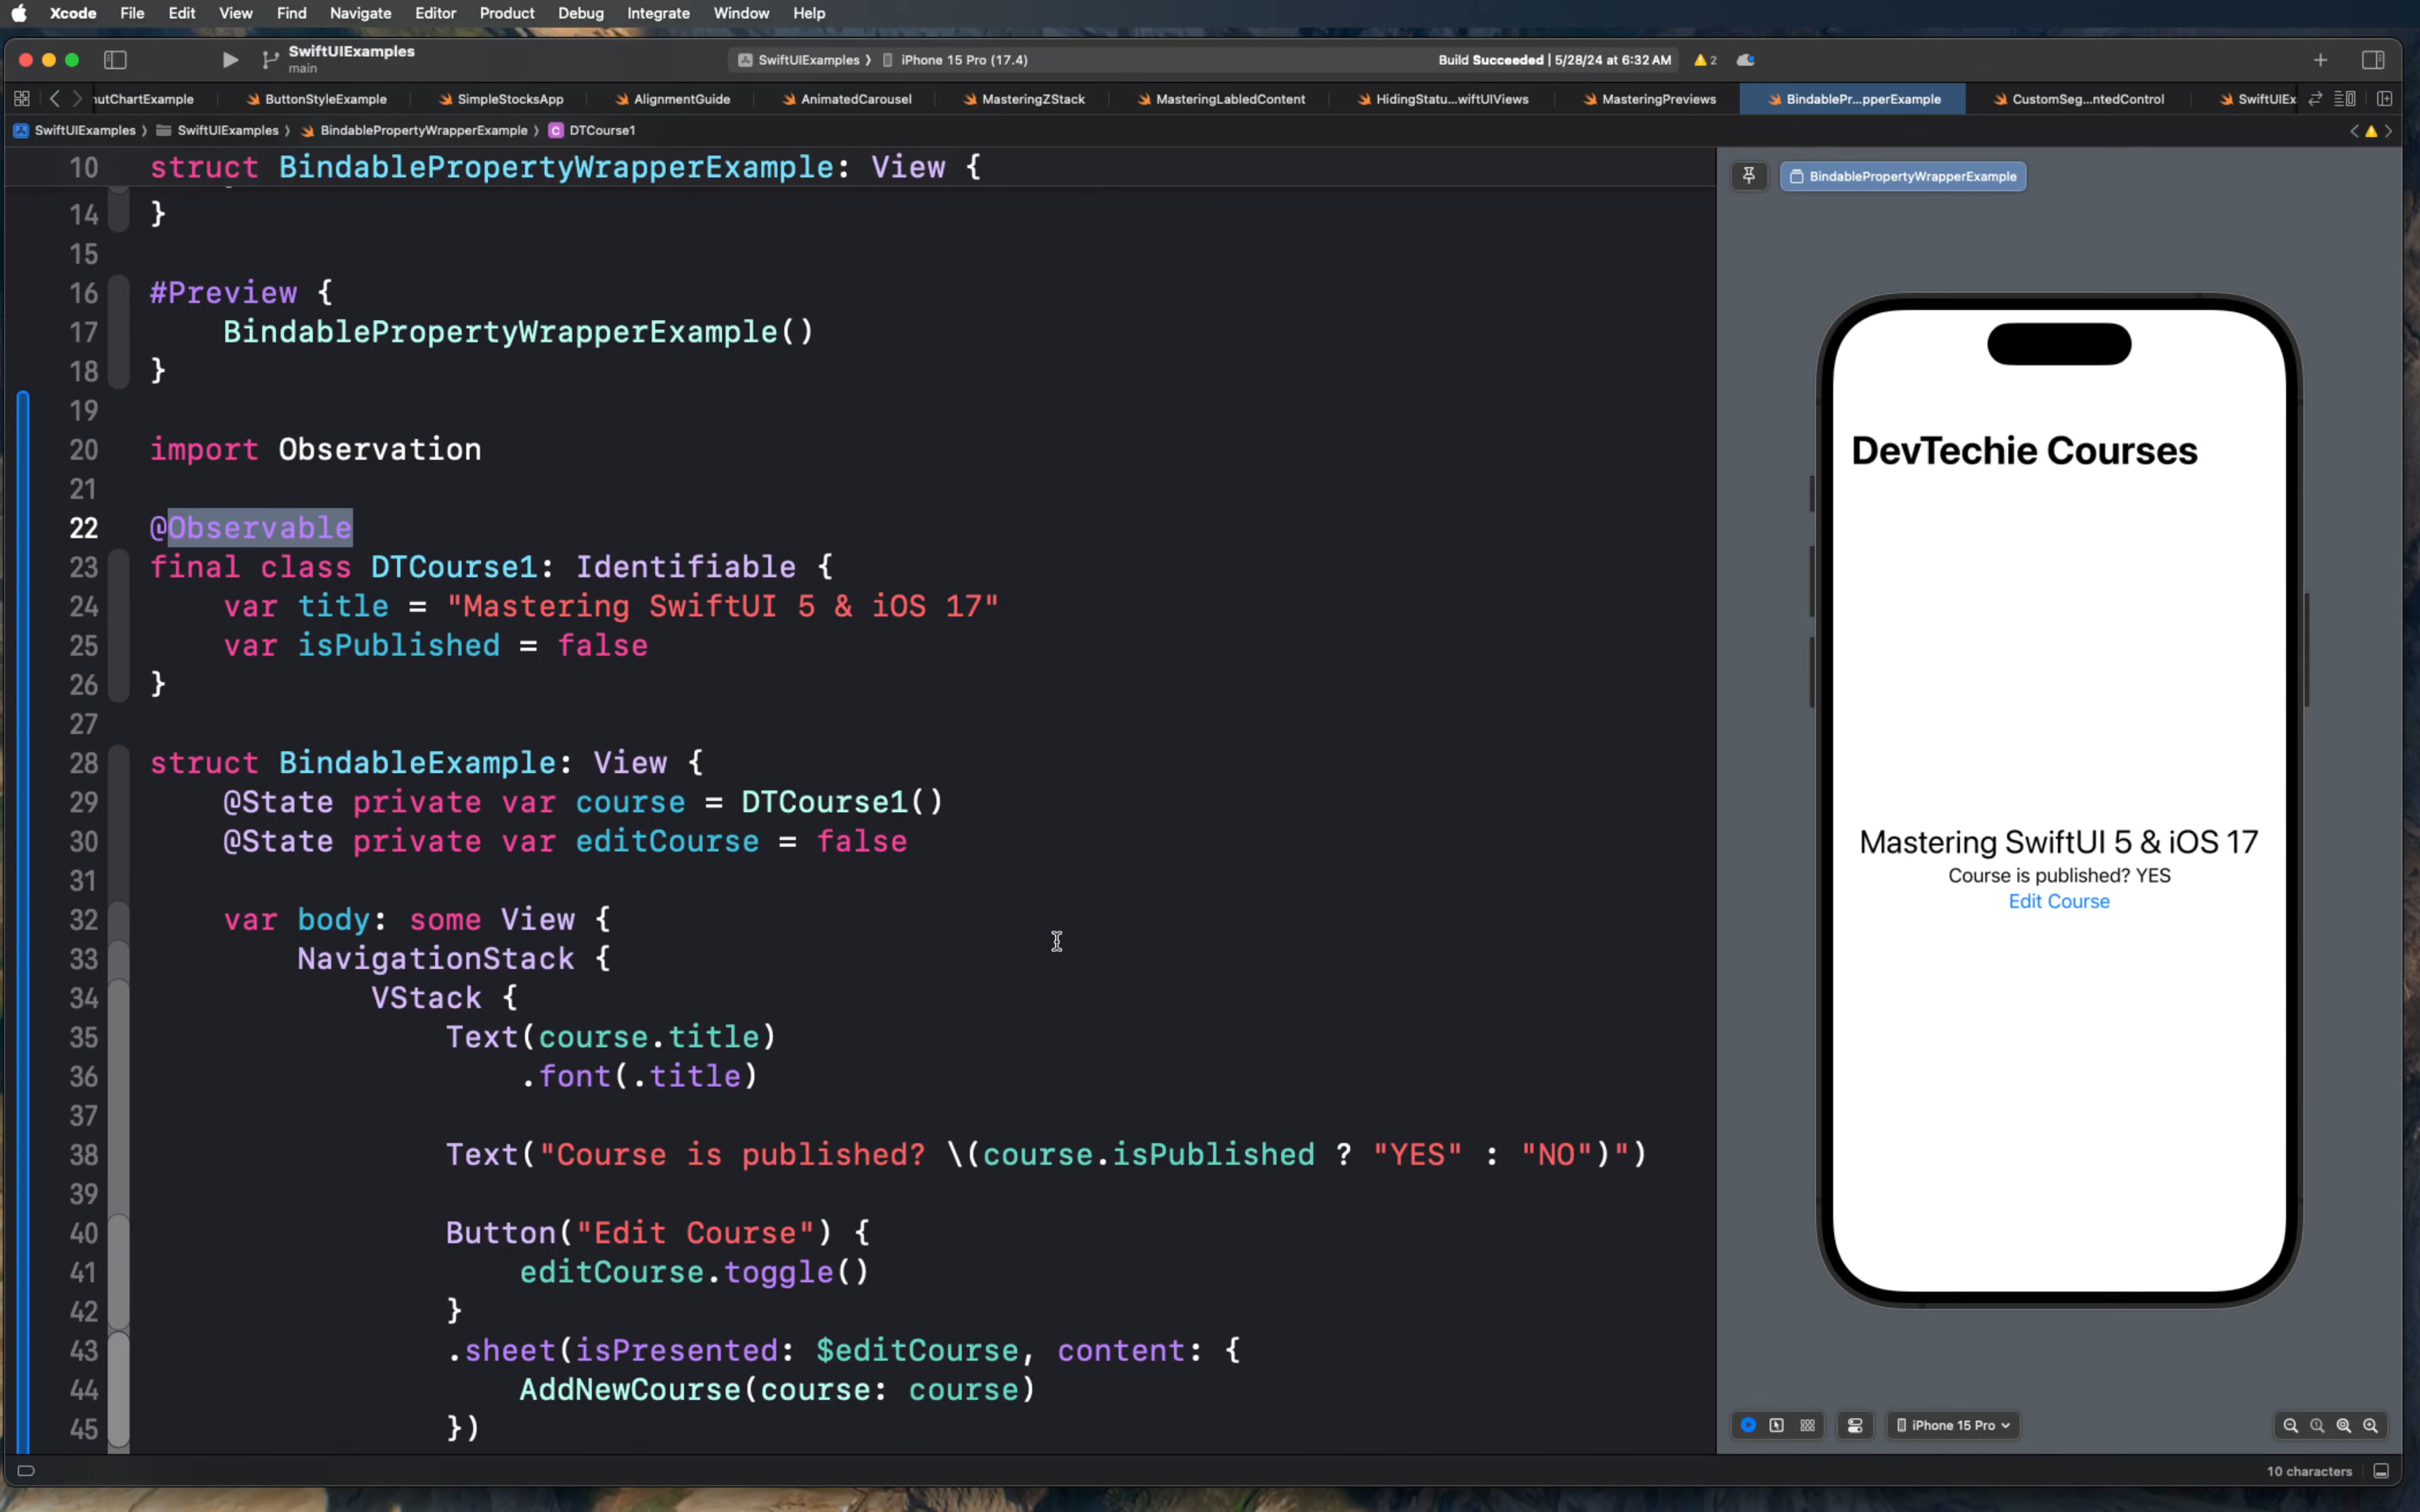 Xcode File Edit View Find Navigate Editor Product Debug Integrate Window Help
SwiftUIExamples
main
SwiftUIExamples 〉 iPhone 15 Pro (17.4)
Build Succeeded | 5/28/24 at 6:32 AM
2
utChartExample ButtonStyleExample SimpleStocksApp AlignmentGuide AnimatedCarousel MasteringZStack MasteringLabledContent HidingStatu...wiftUIViews MasteringPreviews BindablePr...pperExample CustomSeg...ntedControl SwiftUIEx
SwiftUIExamples 〉 SwiftUIExamples 〉 BindablePropertyWrapperExample 〉 C DTCourse1
10 struct BindablePropertyWrapperExample: View {
14 }
15
16 #Preview {
17 BindablePropertyWrapperExample()
18 }
19
20 import Observation
21
22 @Observable
23 final class DTCourse1: Identifiable {
24 var title = "Mastering SwiftUI 5 & iOS 17"
25 var isPublished = false
26 }
27
28 struct BindableExample: View {
29 @State private var course = DTCourse1()
30 @State private var editCourse = false
31
32 var body: some View {
33 NavigationStack {
34 VStack {
35 Text(course.title)
36 .font(.title)
37
38 Text("Course is published? \(course.isPublished ? "YES" : "NO")")
39
40 Button("Edit Course") {
41 editCourse.toggle()
42 }
43 .sheet(isPresented: $editCourse, content: {
44 AddNewCourse(course: course)
45 })
BindablePropertyWrapperExample
DevTechie Courses
Mastering SwiftUI 5 & iOS 17
Course is published? YES
Edit Course
iPhone 15 Pro
10 characters